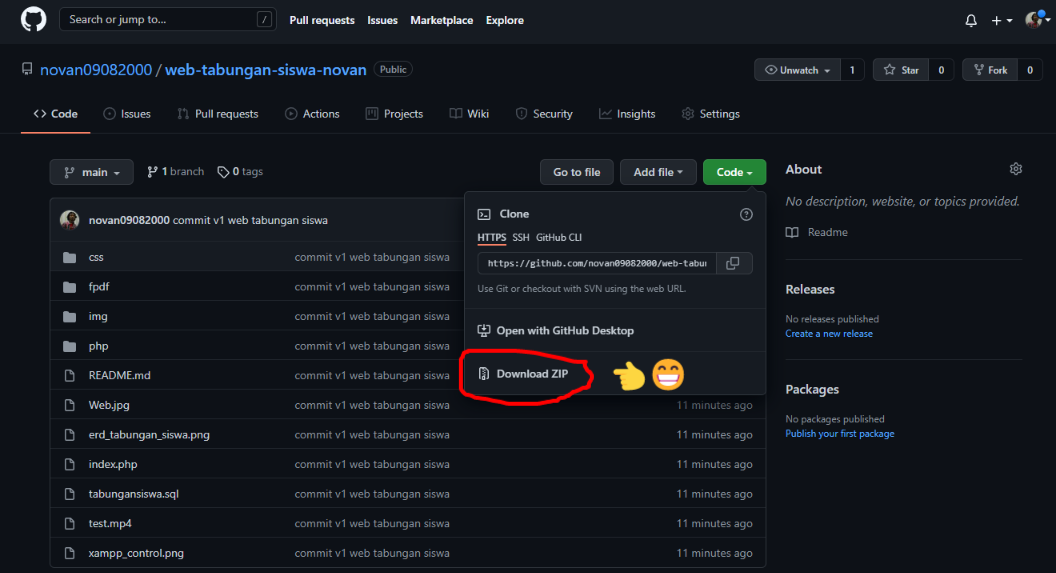 Search or jump to... /
Pull requests Issues Marketplace Explore
novan09082000 / web-tabungan-siswa-novan Public
Unwatch 1 Star 0 Fork 0
Code Issues Pull requests Actions Projects Wiki Security Insights Settings
main 1 branch 0 tags Go to file Add file Code
novan09082000 commit v1 web tabungan siswa
css commit v1 web tabungan siswa
fpdf commit v1 web tabungan siswa
img commit v1 web tabungan siswa
php commit v1 web tabungan siswa
README.md commit v1 web tabungan siswa
Web.jpg commit v1 web tabungan siswa 11 minutes ago
erd_tabungan_siswa.png commit v1 web tabungan siswa 11 minutes ago
index.php commit v1 web tabungan siswa 11 minutes ago
tabungansiswa.sql commit v1 web tabungan siswa 11 minutes ago
test.mp4 commit v1 web tabungan siswa 11 minutes ago
xampp_control.png commit v1 web tabungan siswa 11 minutes ago
Clone
HTTPS SSH GitHub CLI
https://github.com/novan09082000/web-tabun
Use Git or checkout with SVN using the web URL.
Open with GitHub Desktop
Download ZIP
About
No description, website, or topics provided.
Readme
Releases
No releases published
Create a new release
Packages
No packages published
Publish your first package